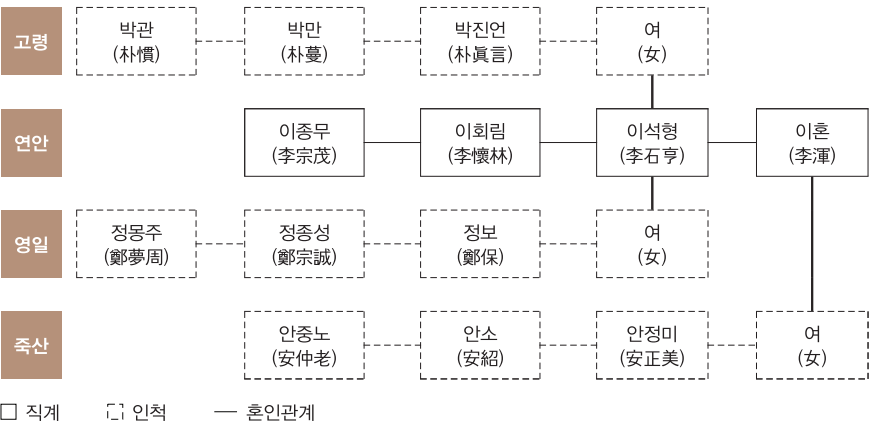 고령
박관
(朴慣)
박만
(朴蔓)
박진언
(朴眞言)
여
(女)
연안
이종무
(李宗茂)
이회림
(李懷林)
이석형
(李石亨)
이혼
(李渾)
영일
정몽주
(鄭夢周)
정종성
(鄭宗誠)
정보
(鄭保)
여
(女)
죽산
안중노
(安仲老)
안소
(安紹)
안정미
(安正美)
여
(女)
직계
인척
혼인관계